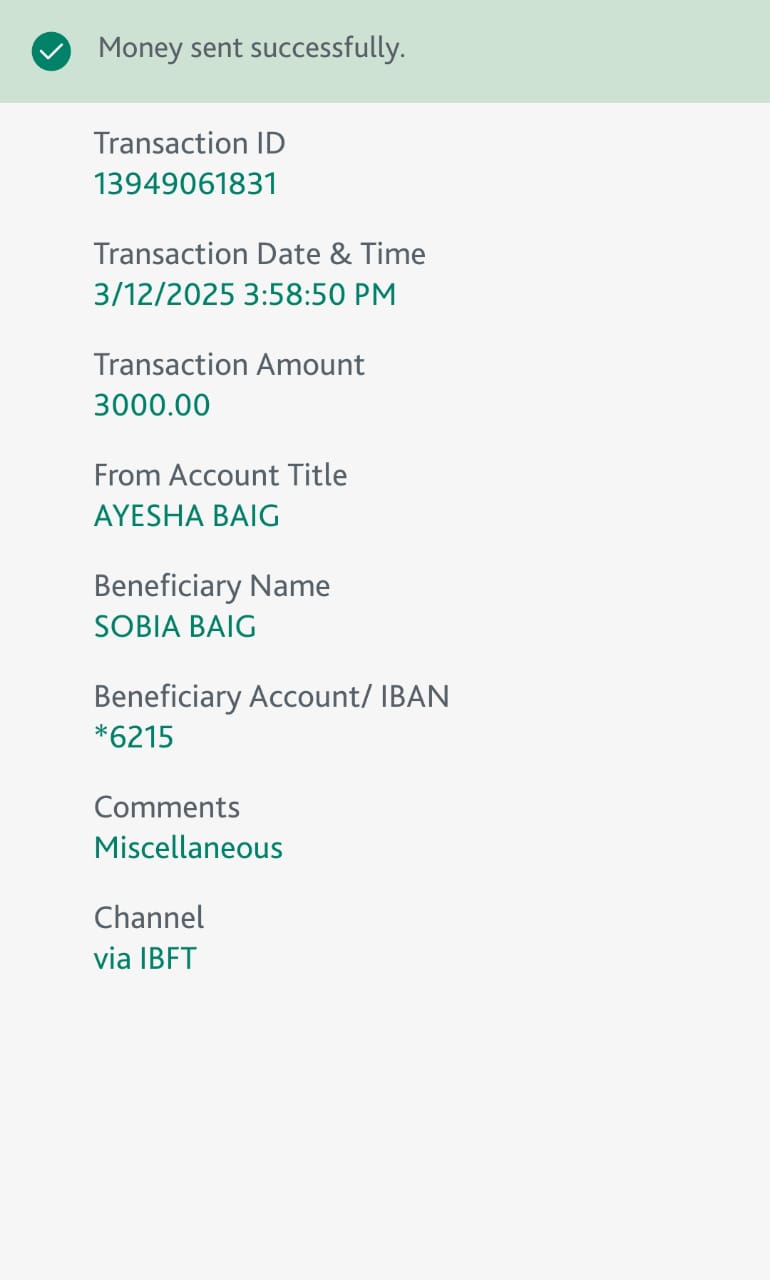 Money sent successfully.
Transaction ID
13949061831
Transaction Date & Time
3/12/2025 3:58:50 PM
Transaction Amount
3000.00
From Account Title
AYESHA BAIG
Beneficiary Name
SOBIA BAIG
Beneficiary Account/ IBAN
*6215
Comments
Miscellaneous
Channel
via IBFT